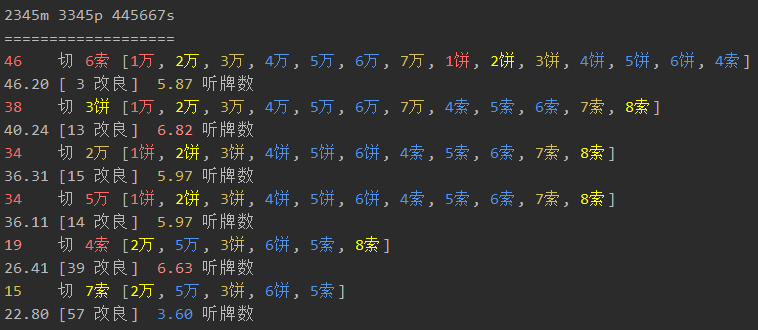 2345m 3345p 445667s
====================
46 切 6索 [1万, 2万, 3万, 4万, 5万, 6万, 7万, 1饼, 2饼, 3饼, 4饼, 5饼, 6饼, 4索]
46.20 [ 3 改良] 5.87 听牌数
38 切 3饼 [1万, 2万, 3万, 4万, 5万, 6万, 7万, 4索, 5索, 6索, 7索, 8索]
40.24 [13 改良] 6.82 听牌数
34 切 2万 [1饼, 2饼, 3饼, 4饼, 5饼, 6饼, 4索, 5索, 6索, 7索, 8索]
36.31 [15 改良] 5.97 听牌数
34 切 5万 [1饼, 2饼, 3饼, 4饼, 5饼, 6饼, 4索, 5索, 6索, 7索, 8索]
36.11 [14 改良] 5.97 听牌数
19 切 4索 [2万, 5万, 3饼, 6饼, 5索, 8索]
26.41 [39 改良] 6.63 听牌数
15 切 7索 [2万, 5万, 3饼, 6饼, 5索]
22.80 [57 改良] 3.60 听牌数